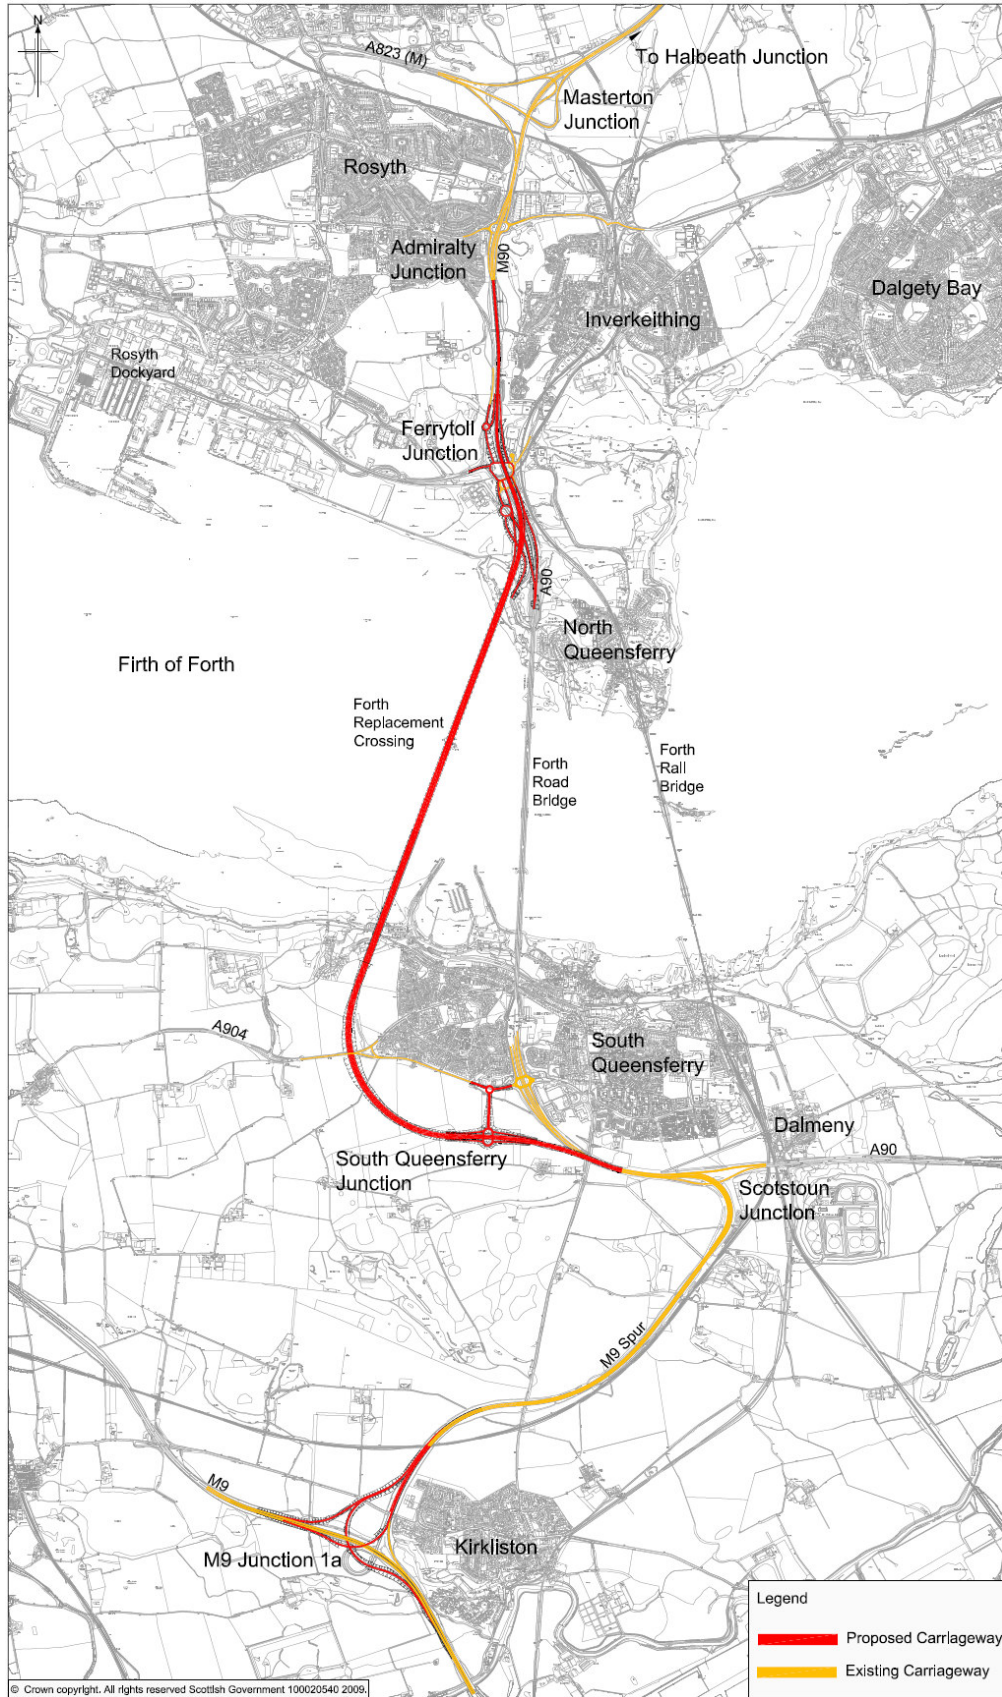 N
A823 (M)
To Halbeath Junction
Masterton
Junction
Rosyth
Admiralty
Junction
M90
Dalgety Bay
Inverkeithing
Rosyth
Dockyard
Ferrytoll
Junction
A90
North
Queensferry
Firth of Forth
Forth
Replacement
Crossing
Forth
Road
Bridge
Forth
Rail
Bridge
A904
South
Queensferry
Dalmeny
A90
South Queensferry
Junction
Scotstoun
Junction
M9 Spur
M9
M9 Junction 1a
Kirkliston
Legend
Proposed Carriageway
Existing Carriageway
© Crown copyright. All rights reserved Scottish Government 100020540 2009.